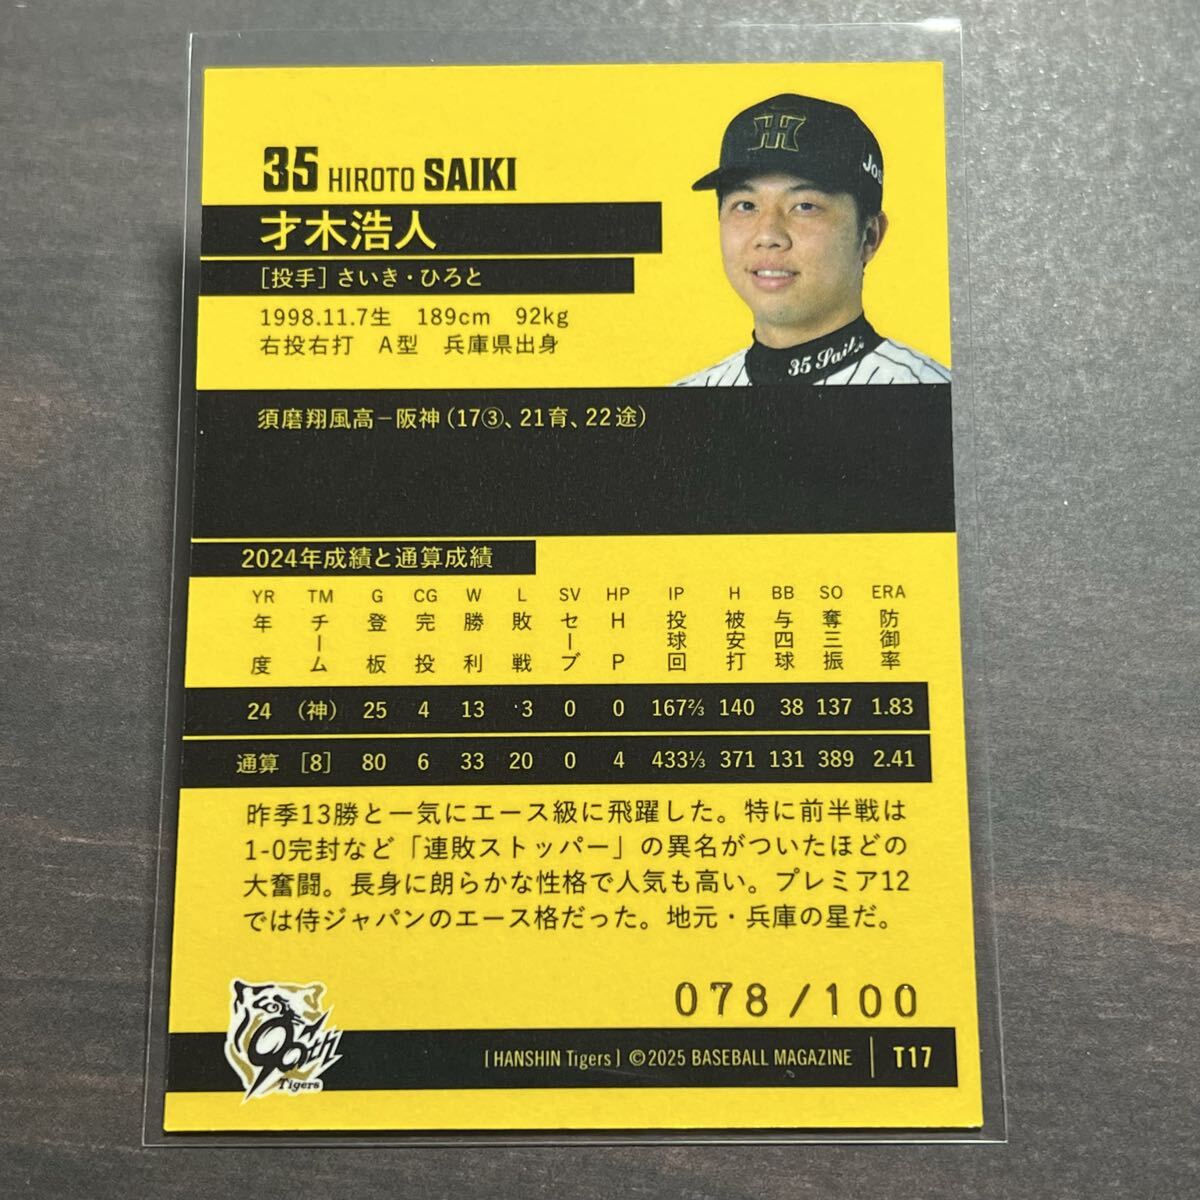 35 HIROTO SAIKI
才木浩人
[投手] さいき・ひろと
1998.11.7生 189cm 92kg
右投右打 A型 兵庫県出身
35 Saiki
須磨翔風高－阪神(17③、21育、22途)
2024年成績と通算成績
YR TM G CG W L SV HP IP H BB SO ERA
年度 チーム 登板 完投 勝利 敗戦 セーブ HP 投球回 被安打 与四球 奪三振 防御率
24 (神) 25 4 13 3 0 0 167⅔ 140 38 137 1.83
通算 [8] 80 6 33 20 0 4 433⅓ 371 131 389 2.41
昨季13勝と一気にエース級に飛躍した。特に前半戦は
1-0完封など「連敗ストッパー」の異名がついたほどの
大奮闘。長身に朗らかな性格で人気も高い。プレミア12
では侍ジャパンのエース格だった。地元・兵庫の星だ。
078/100
90th
Tigers
[HANSHIN Tigers] ©2025 BASEBALL MAGAZINE T17